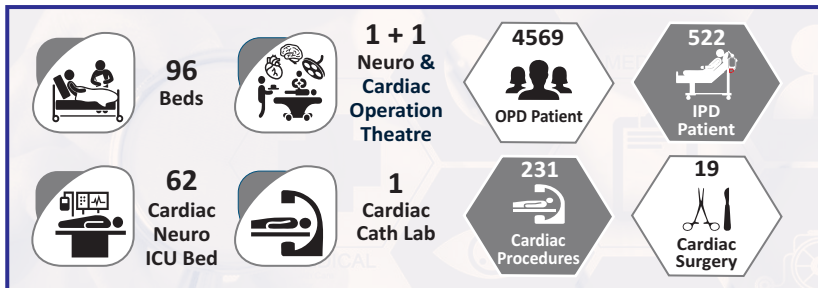 96
Beds
1 + 1
Neuro &
Cardiac
Operation
Theatre
4569
OPD Patient
522
IPD
Patient
62
Cardiac
Neuro
ICU Bed
1
Cardiac
Cath Lab
231
Cardiac
Procedures
19
Cardiac
Surgery